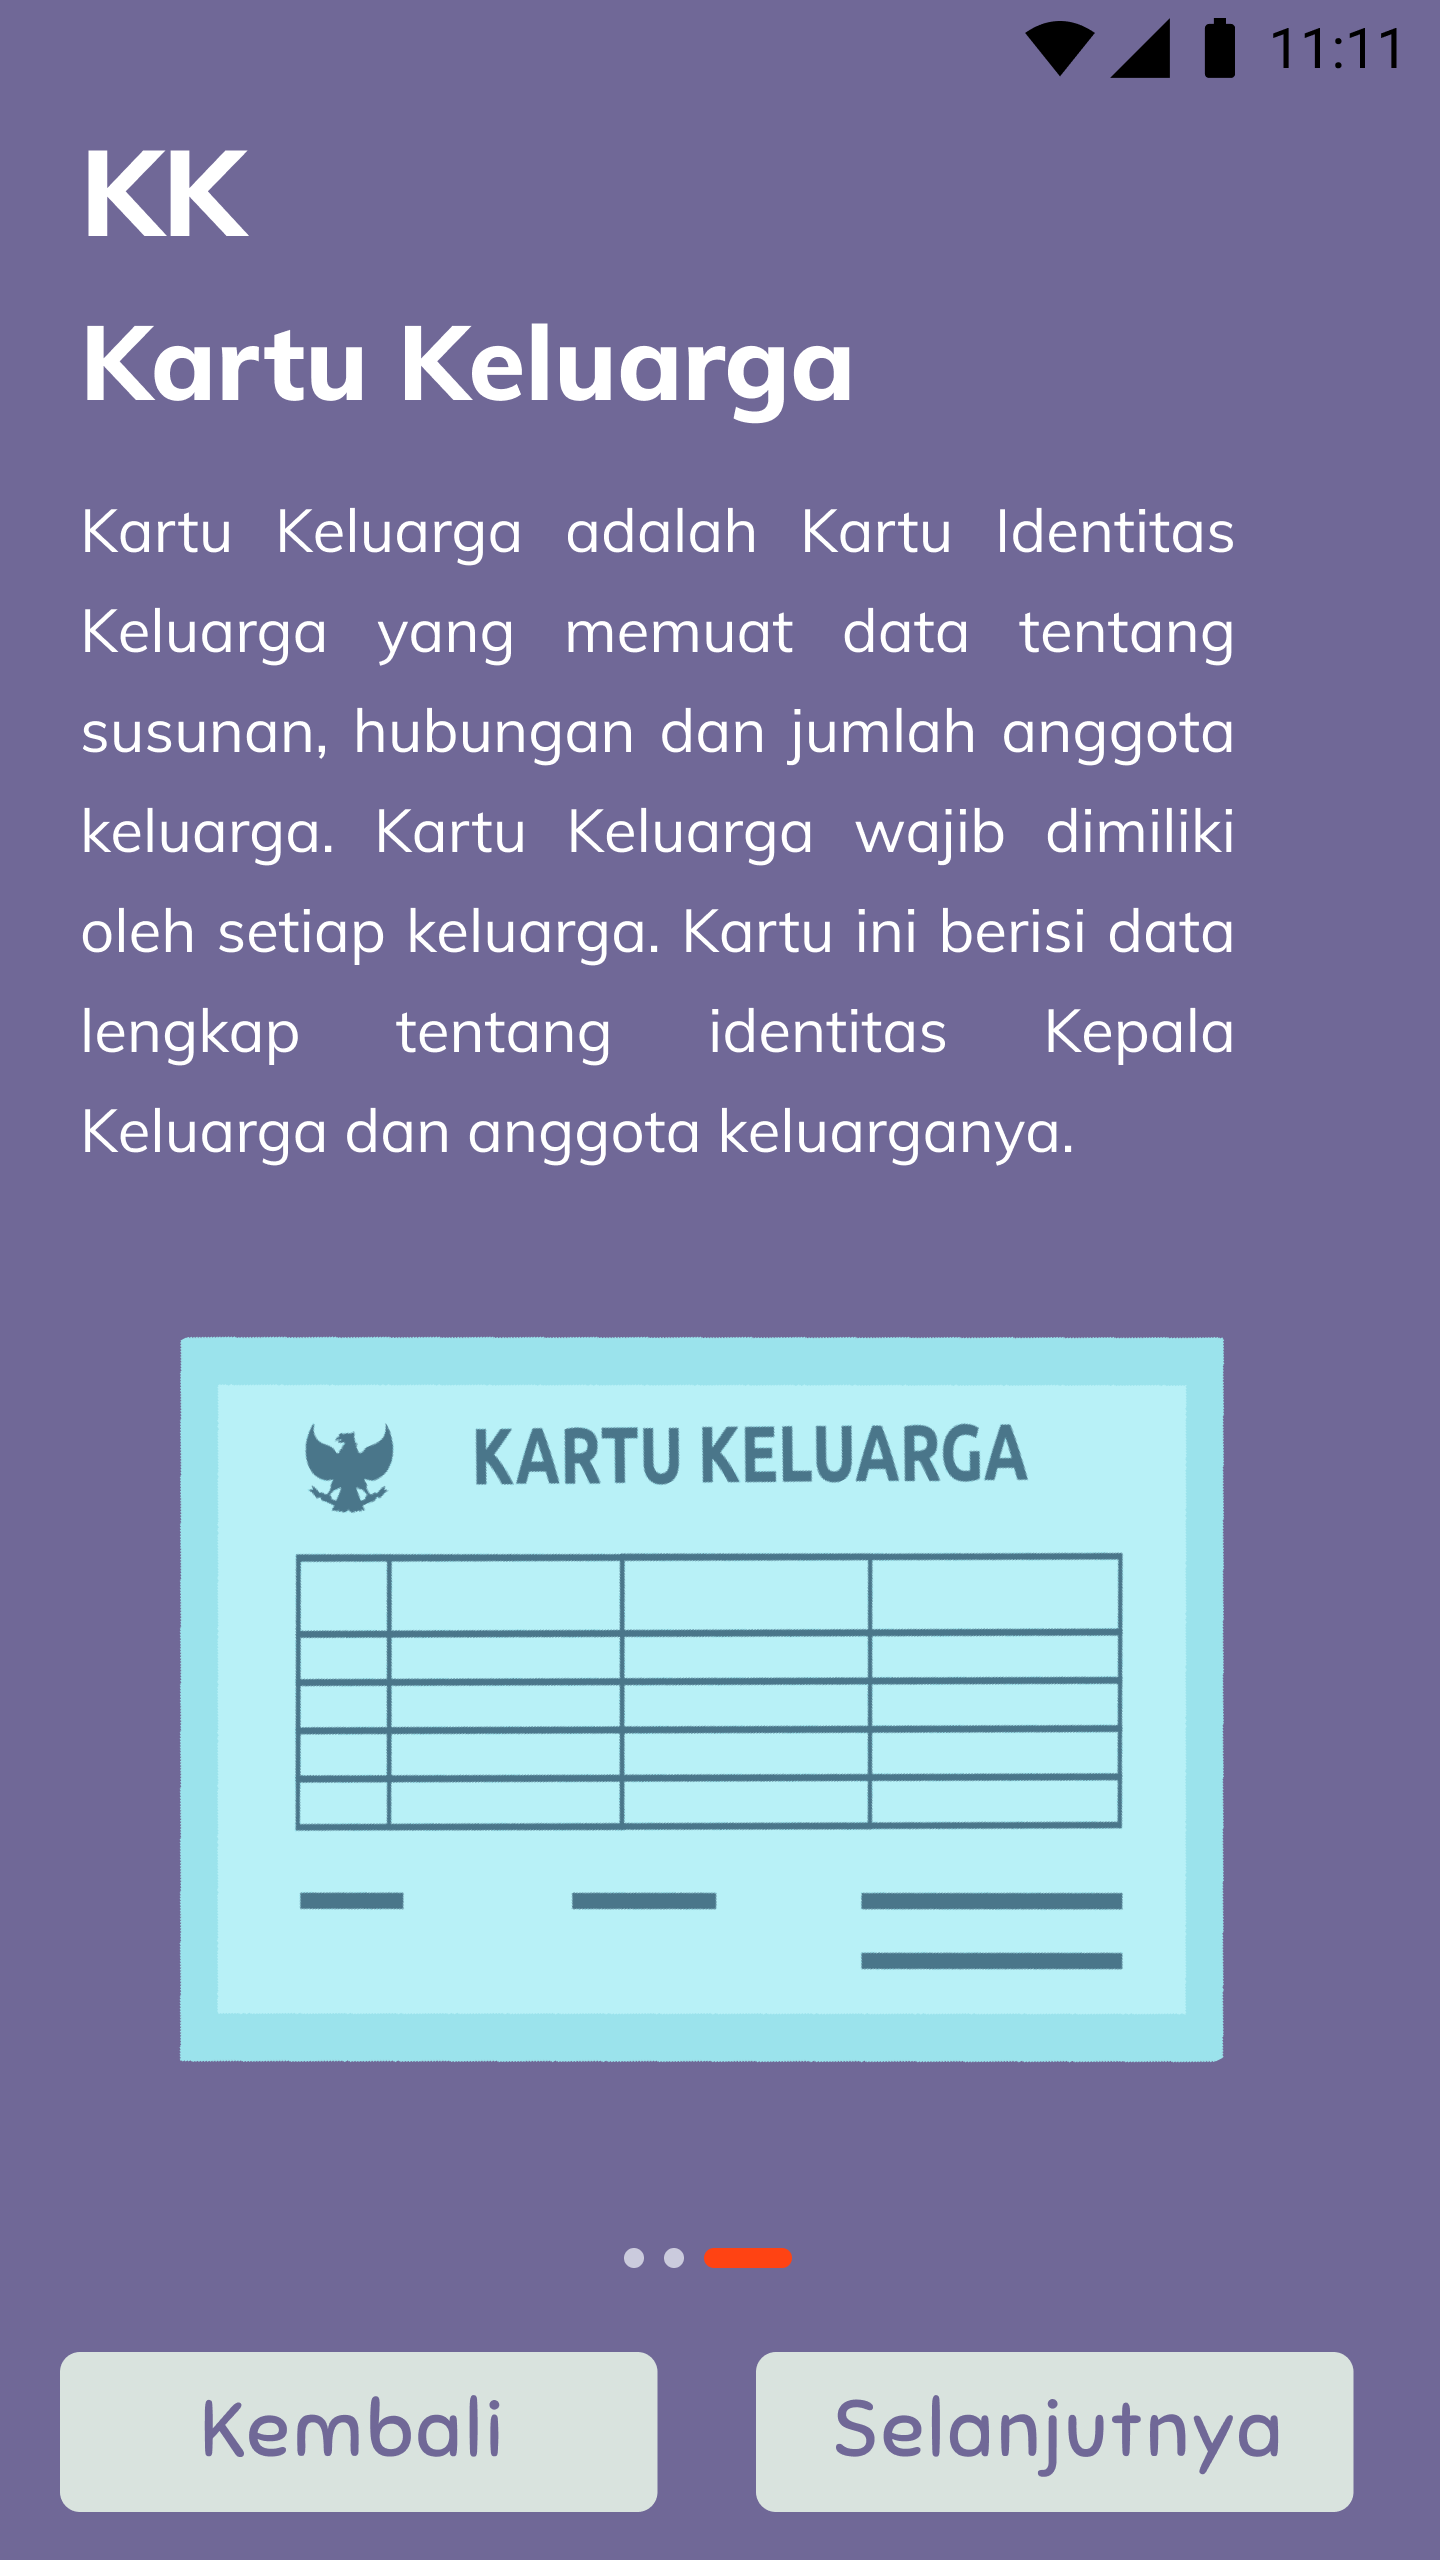 11:11
KK
Kartu Keluarga
Kartu Keluarga adalah Kartu Identitas
Keluarga yang memuat data tentang
susunan, hubungan dan jumlah anggota
keluarga. Kartu Keluarga wajib dimiliki
oleh setiap keluarga. Kartu ini berisi data
lengkap tentang identitas Kepala
Keluarga dan anggota keluarganya.
KARTU KELUARGA
Kembali
Selanjutnya